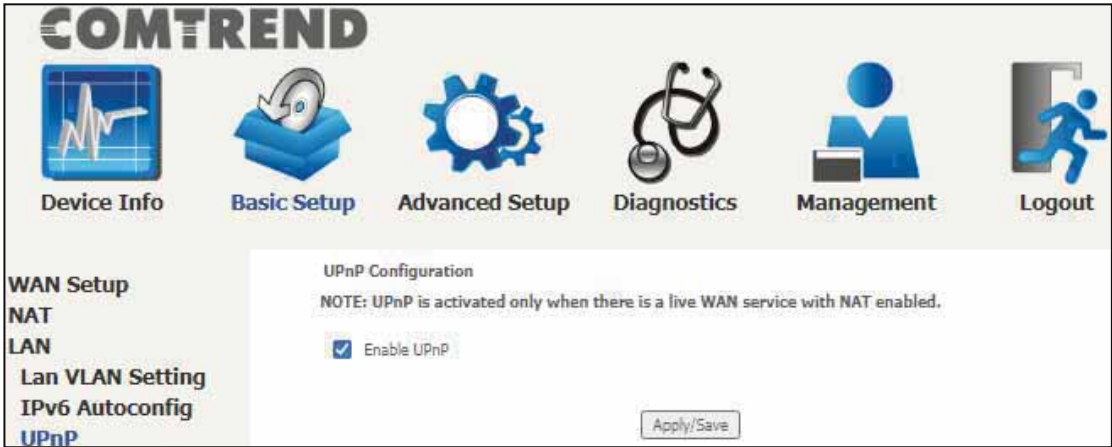 COMTREND
Device Info Basic Setup Advanced Setup Diagnostics Management Logout
WAN Setup
NAT
LAN
Lan VLAN Setting
IPv6 Autoconfig
UPnP
UPnP Configuration
NOTE: UPnP is activated only when there is a live WAN service with NAT enabled.
Enable UPnP
Apply/Save